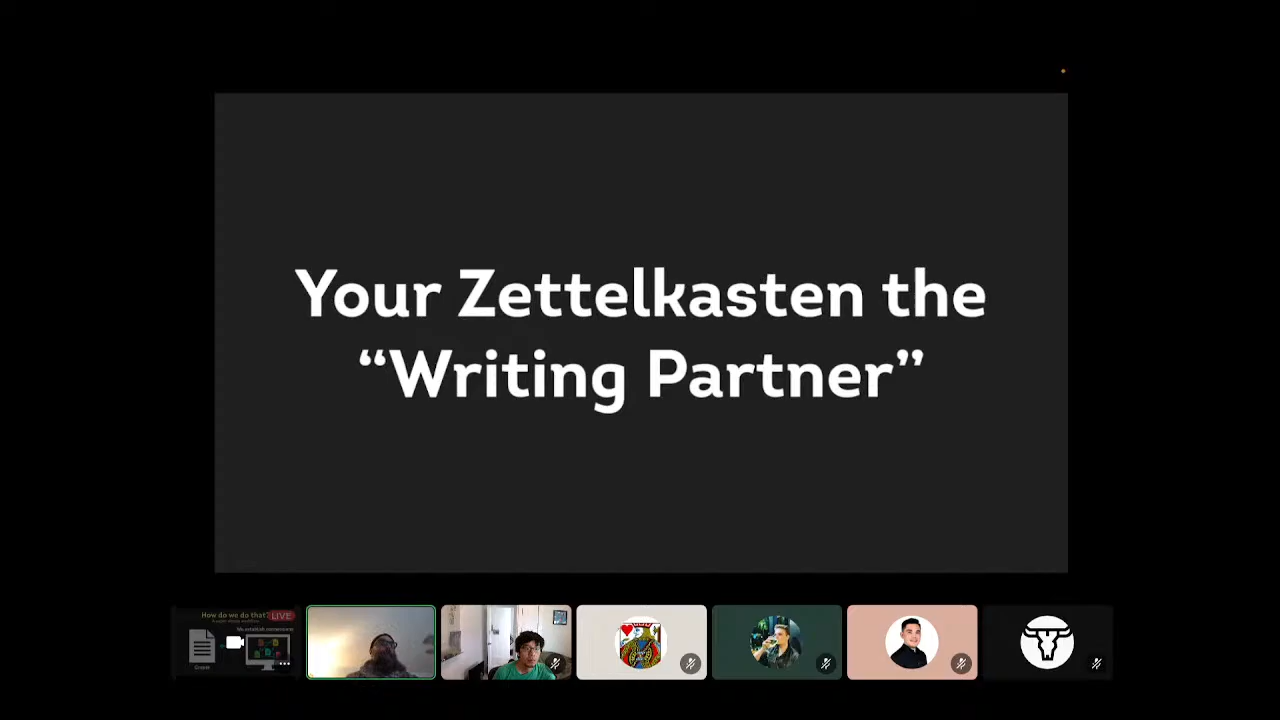 Your Zettelkasten the
“Writing Partner”
How do we do that?
LIVE